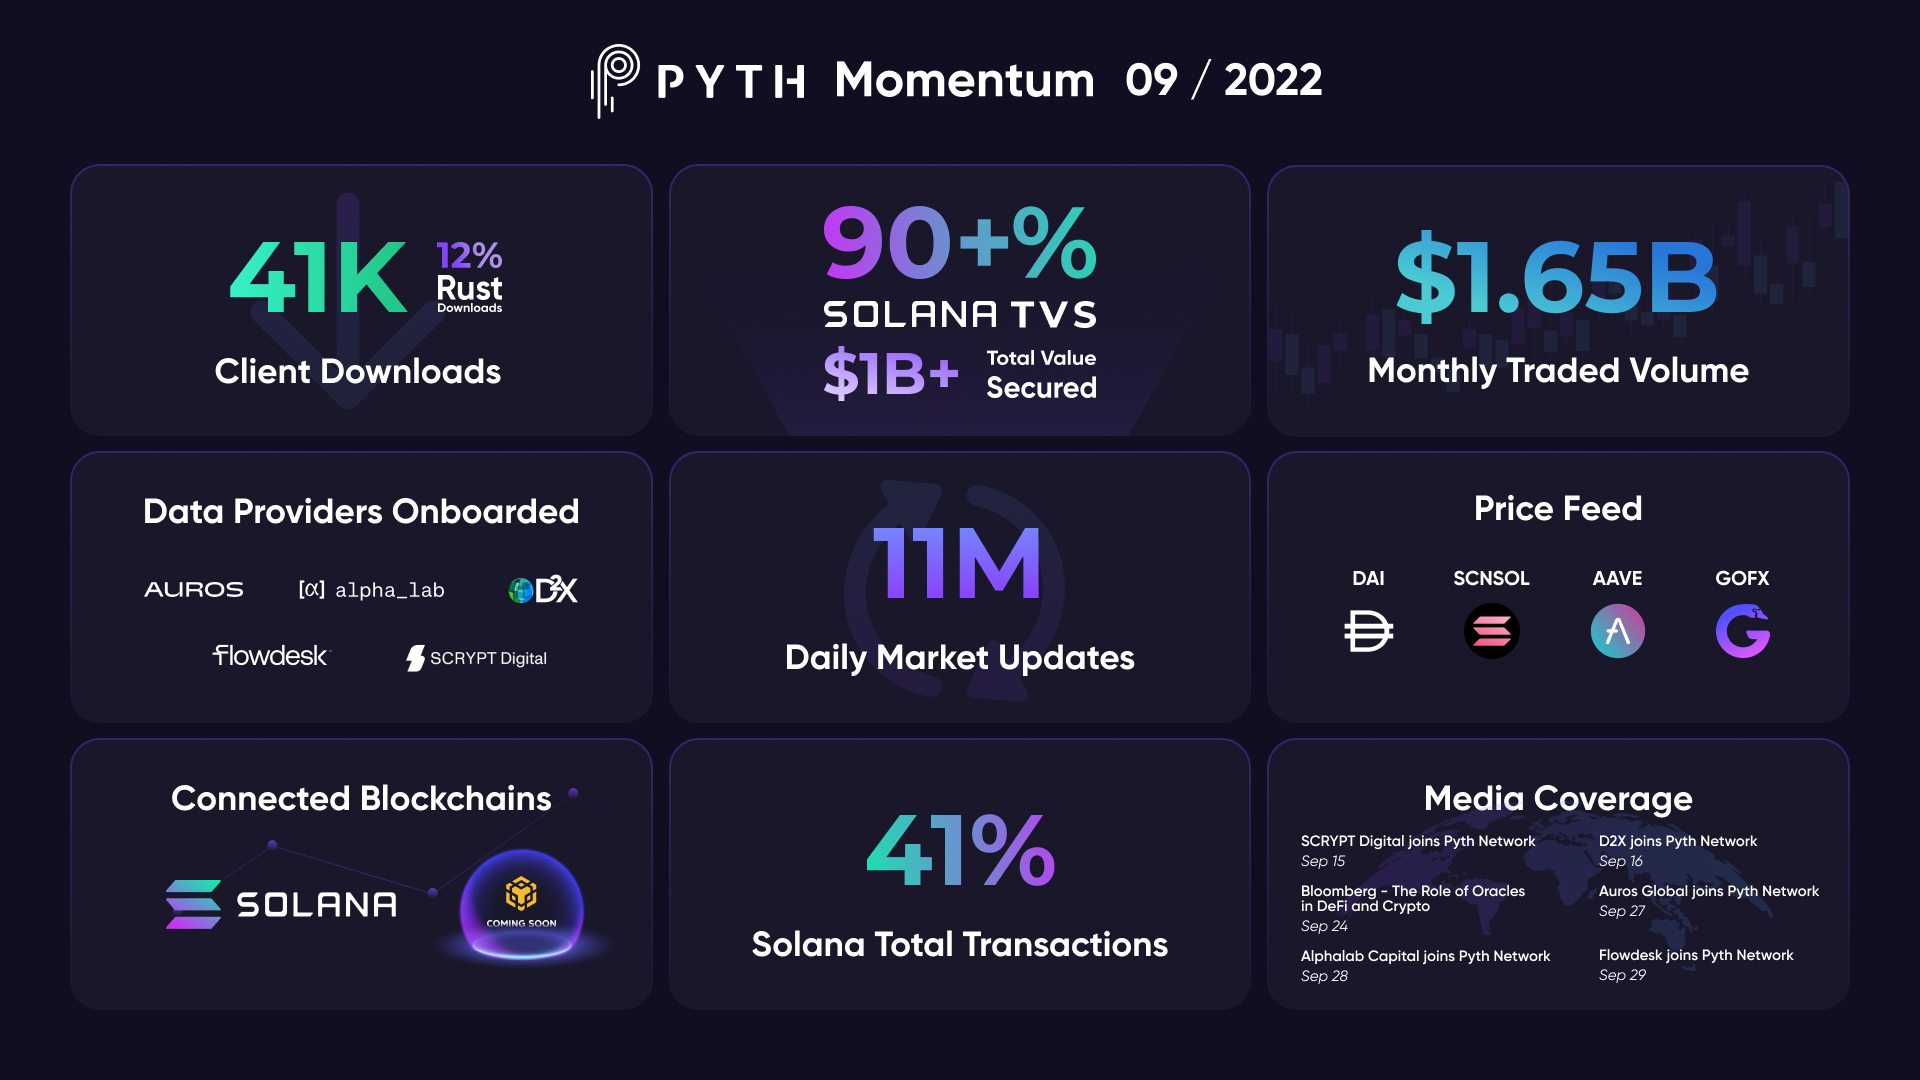 PYTH Momentum 09 / 2022
41K
12%
Rust
Downloads
Client Downloads
90+%
SOLANA TVS
$1B+
Total Value
Secured
$1.65B
Monthly Traded Volume
Data Providers Onboarded
AUROS
[α] alpha_lab
D2X
flowdesk
SCRYPT Digital
11M
Daily Market Updates
Price Feed
DAI
SCNSOL
AAVE
GOFX
Connected Blockchains
SOLANA
COMING SOON
41%
Solana Total Transactions
Media Coverage
SCRYPT Digital joins Pyth Network
Sep 15
D2X joins Pyth Network
Sep 16
Bloomberg - The Role of Oracles
in DeFi and Crypto
Sep 24
Auros Global joins Pyth Network
Sep 27
Alphalab Capital joins Pyth Network
Sep 28
Flowdesk joins Pyth Network
Sep 29